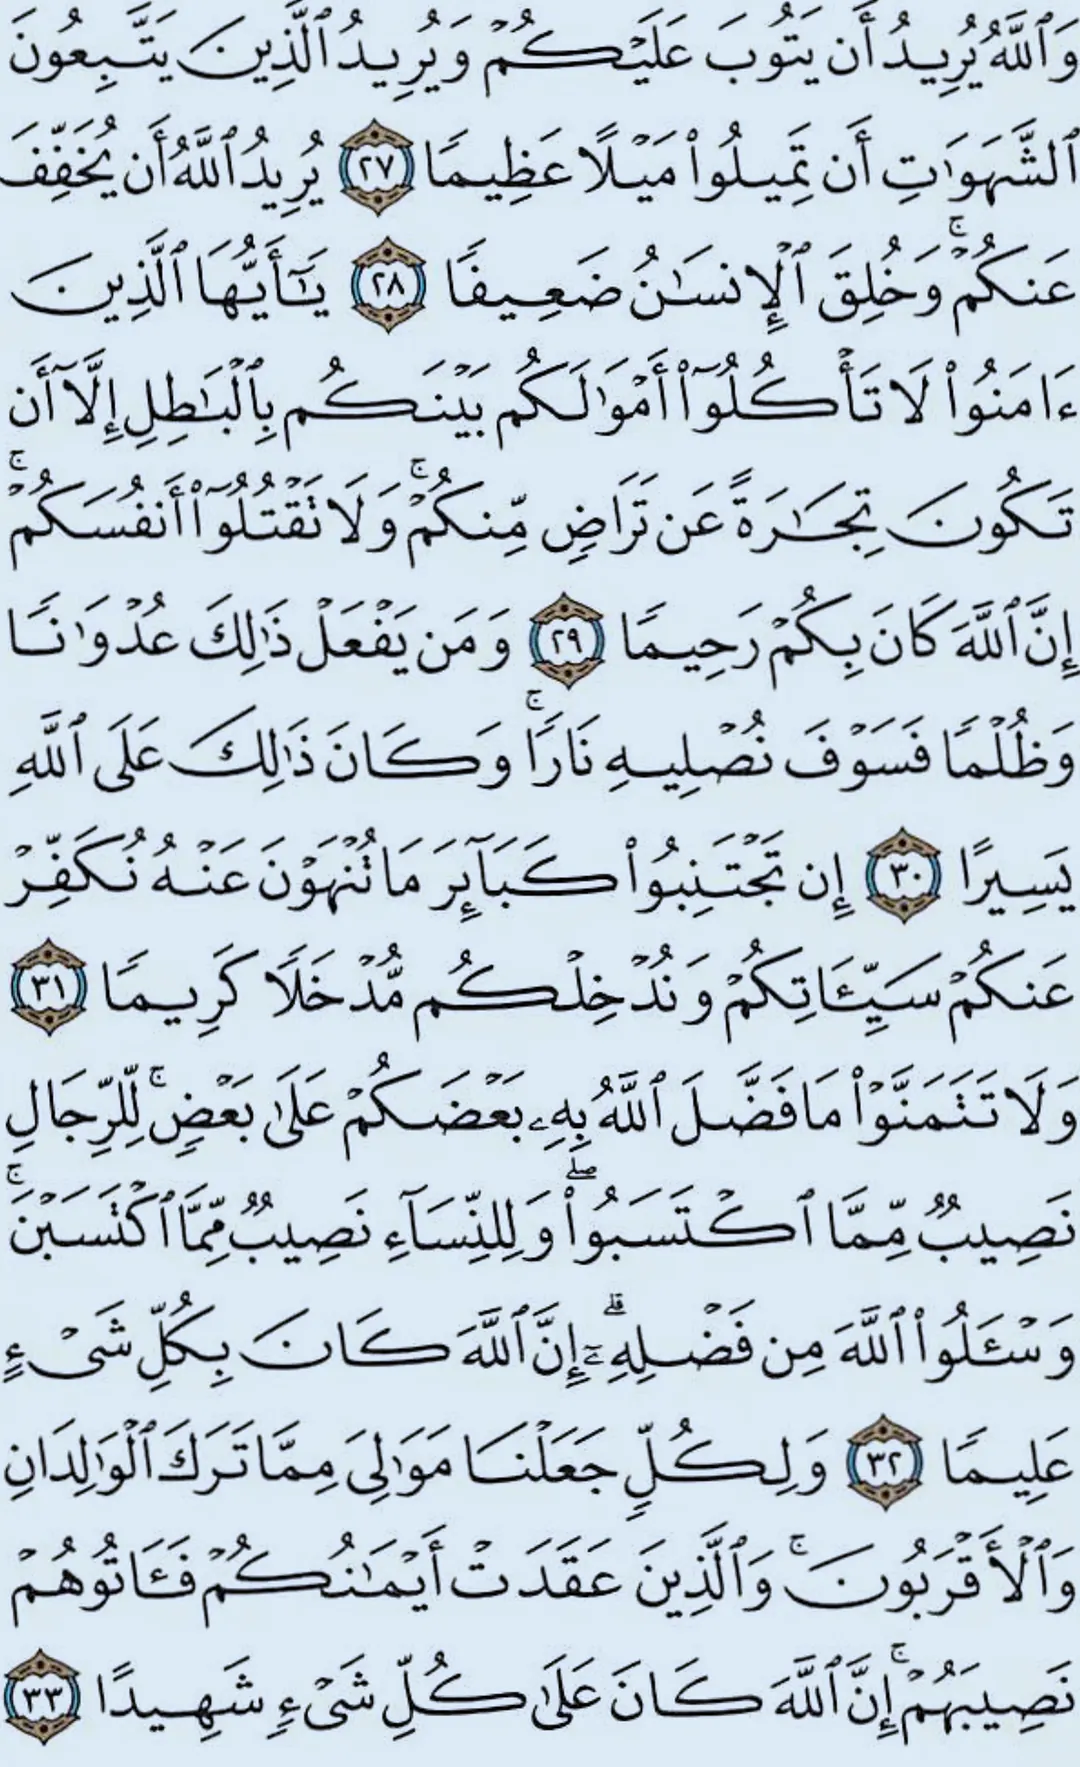 وَٱللَّهُ يُرِيدُ أَن يَتُوبَ عَلَيۡكُمۡ وَيُرِيدُ ٱلَّذِينَ يَتَّبِعُونَ
ٱلشَّهَوَٰتِ أَن تَمِيلُواْ مَيۡلًا عَظِيمٗا ٢٧ يُرِيدُ ٱللَّهُ أَن يُخَفِّفَ
عَنكُمۡۚ وَخُلِقَ ٱلۡإِنسَٰنُ ضَعِيفٗا ٢٨ يَٰٓأَيُّهَا ٱلَّذِينَ
ءَامَنُواْ لَا تَأۡكُلُوٓاْ أَمۡوَٰلَكُم بَيۡنَكُم بِٱلۡبَٰطِلِ إِلَّآ أَن
تَكُونَ تِجَٰرَةً عَن تَرَاضٖ مِّنكُمۡۚ وَلَا تَقۡتُلُوٓاْ أَنفُسَكُمۡۚ
إِنَّ ٱللَّهَ كَانَ بِكُمۡ رَحِيمٗا ٢٩ وَمَن يَفۡعَلۡ ذَٰلِكَ عُدۡوَٰنٗا
وَظُلۡمٗا فَسَوۡفَ نُصۡلِيهِ نَارٗاۚ وَكَانَ ذَٰلِكَ عَلَى ٱللَّهِ
يَسِيرًا ٣٠ إِن تَجۡتَنِبُواْ كَبَآئِرَ مَا تُنۡهَوۡنَ عَنۡهُ نُكَفِّرۡ
عَنكُمۡ سَيِّـَٔاتِكُمۡ وَنُدۡخِلۡكُم مُّدۡخَلٗا كَرِيمٗا ٣١
وَلَا تَتَمَنَّوۡاْ مَا فَضَّلَ ٱللَّهُ بِهِۦ بَعۡضَكُمۡ عَلَىٰ بَعۡضٖۚ لِّلرِّجَالِ
نَصِيبٞ مِّمَّا ٱكۡتَسَبُواْۖ وَلِلنِّسَآءِ نَصِيبٞ مِّمَّا ٱكۡتَسَبۡنَۚ
وَسۡـَٔلُواْ ٱللَّهَ مِن فَضۡلِهِۦٓۗ إِنَّ ٱللَّهَ كَانَ بِكُلِّ شَيۡءٍ
عَلِيمٗا ٣٢ وَلِكُلّٖ جَعَلۡنَا مَوَٰلِيَ مِمَّا تَرَكَ ٱلۡوَٰلِدَانِ
وَٱلۡأَقۡرَبُونَۚ وَٱلَّذِينَ عَقَدَتۡ أَيۡمَٰنُكُمۡ فَـَٔاتُوهُمۡ
نَصِيبَهُمۡۚ إِنَّ ٱللَّهَ كَانَ عَلَىٰ كُلِّ شَيۡءٖ شَهِيدًا ٣٣